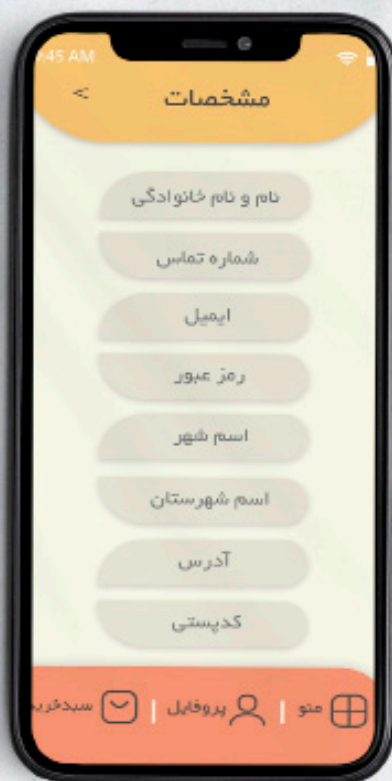 :45 AM
مشخصات
نام و نام خانوادگی
شماره تماس
ایمیل
رمز عبور
اسم شهر
اسم شهرستان
آدرس
کدپستی
منو | پروفایل | سبدخرید